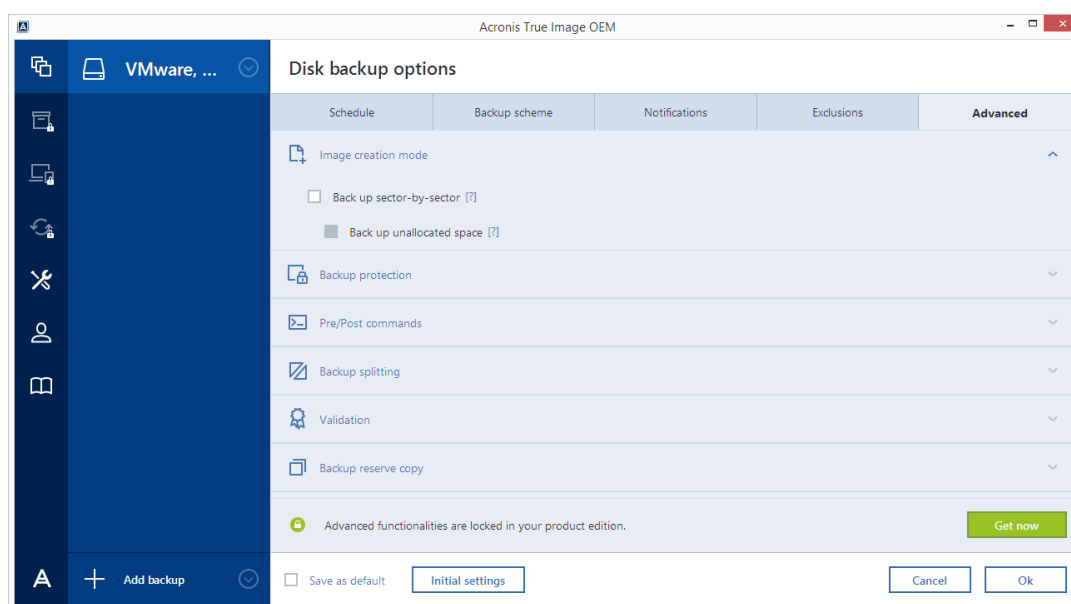 Acronis True Image OEM
VMware, ...
Disk backup options
Schedule
Backup scheme
Notifications
Exclusions
Advanced
Image creation mode
Back up sector-by-sector [?]
Back up unallocated space [?]
Backup protection
Pre/Post commands
Backup splitting
Validation
Backup reserve copy
Advanced functionalities are locked in your product edition.
Get now
Add backup
Save as default
Initial settings
Cancel
Ok